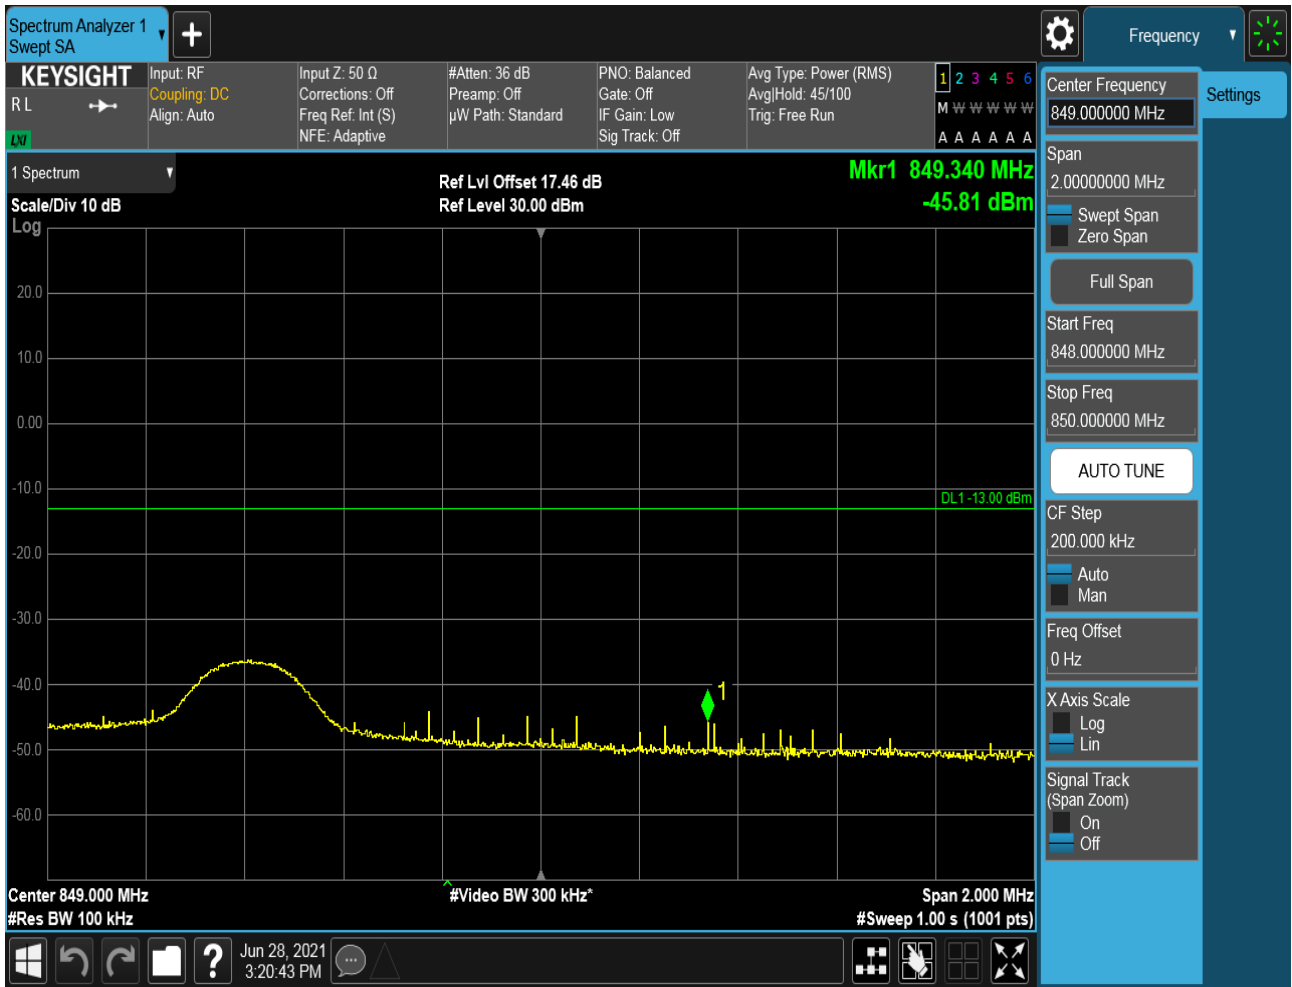 Spectrum Analyzer 1
Swept SA
Frequency
KEYSIGHT
R L
LXI
Input: RF
Coupling: DC
Align: Auto
Input Z: 50 Ω
Corrections: Off
Freq Ref: Int (S)
NFE: Adaptive
#Atten: 36 dB
Preamp: Off
µW Path: Standard
PNO: Balanced
Gate: Off
IF Gain: Low
Sig Track: Off
Avg Type: Power (RMS)
Avg|Hold: 45/100
Trig: Free Run
1 2 3 4 5 6
M W W W W W
A A A A A A
1 Spectrum
Scale/Div 10 dB
Log
Ref Lvl Offset 17.46 dB
Ref Level 30.00 dBm
Mkr1 849.340 MHz
-45.81 dBm
20.0
10.0
0.00
-10.0
DL1 -13.00 dBm
-20.0
-30.0
-40.0
1
-50.0
-60.0
Center 849.000 MHz
#Res BW 100 kHz
#Video BW 300 kHz*
Span 2.000 MHz
#Sweep 1.00 s (1001 pts)
?
Jun 28, 2021
3:20:43 PM
Center Frequency
849.000000 MHz
Settings
Span
2.00000000 MHz
Swept Span
Zero Span
Full Span
Start Freq
848.000000 MHz
Stop Freq
850.000000 MHz
AUTO TUNE
CF Step
200.000 kHz
Auto
Man
Freq Offset
0 Hz
X Axis Scale
Log
Lin
Signal Track
(Span Zoom)
On
Off